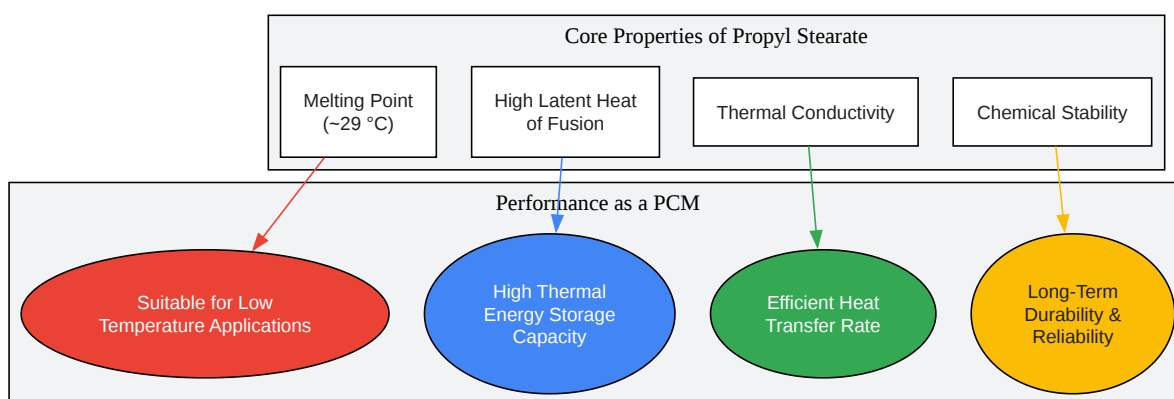 Core Properties of Propyl Stearate
Melting Point
(~29 °C)
High Latent Heat
of Fusion
Thermal Conductivity
Chemical Stability
Performance as a PCM
Suitable for Low
Temperature Applications
High Thermal
Energy Storage
Capacity
Efficient Heat
Transfer Rate
Long-Term
Durability &
Reliability